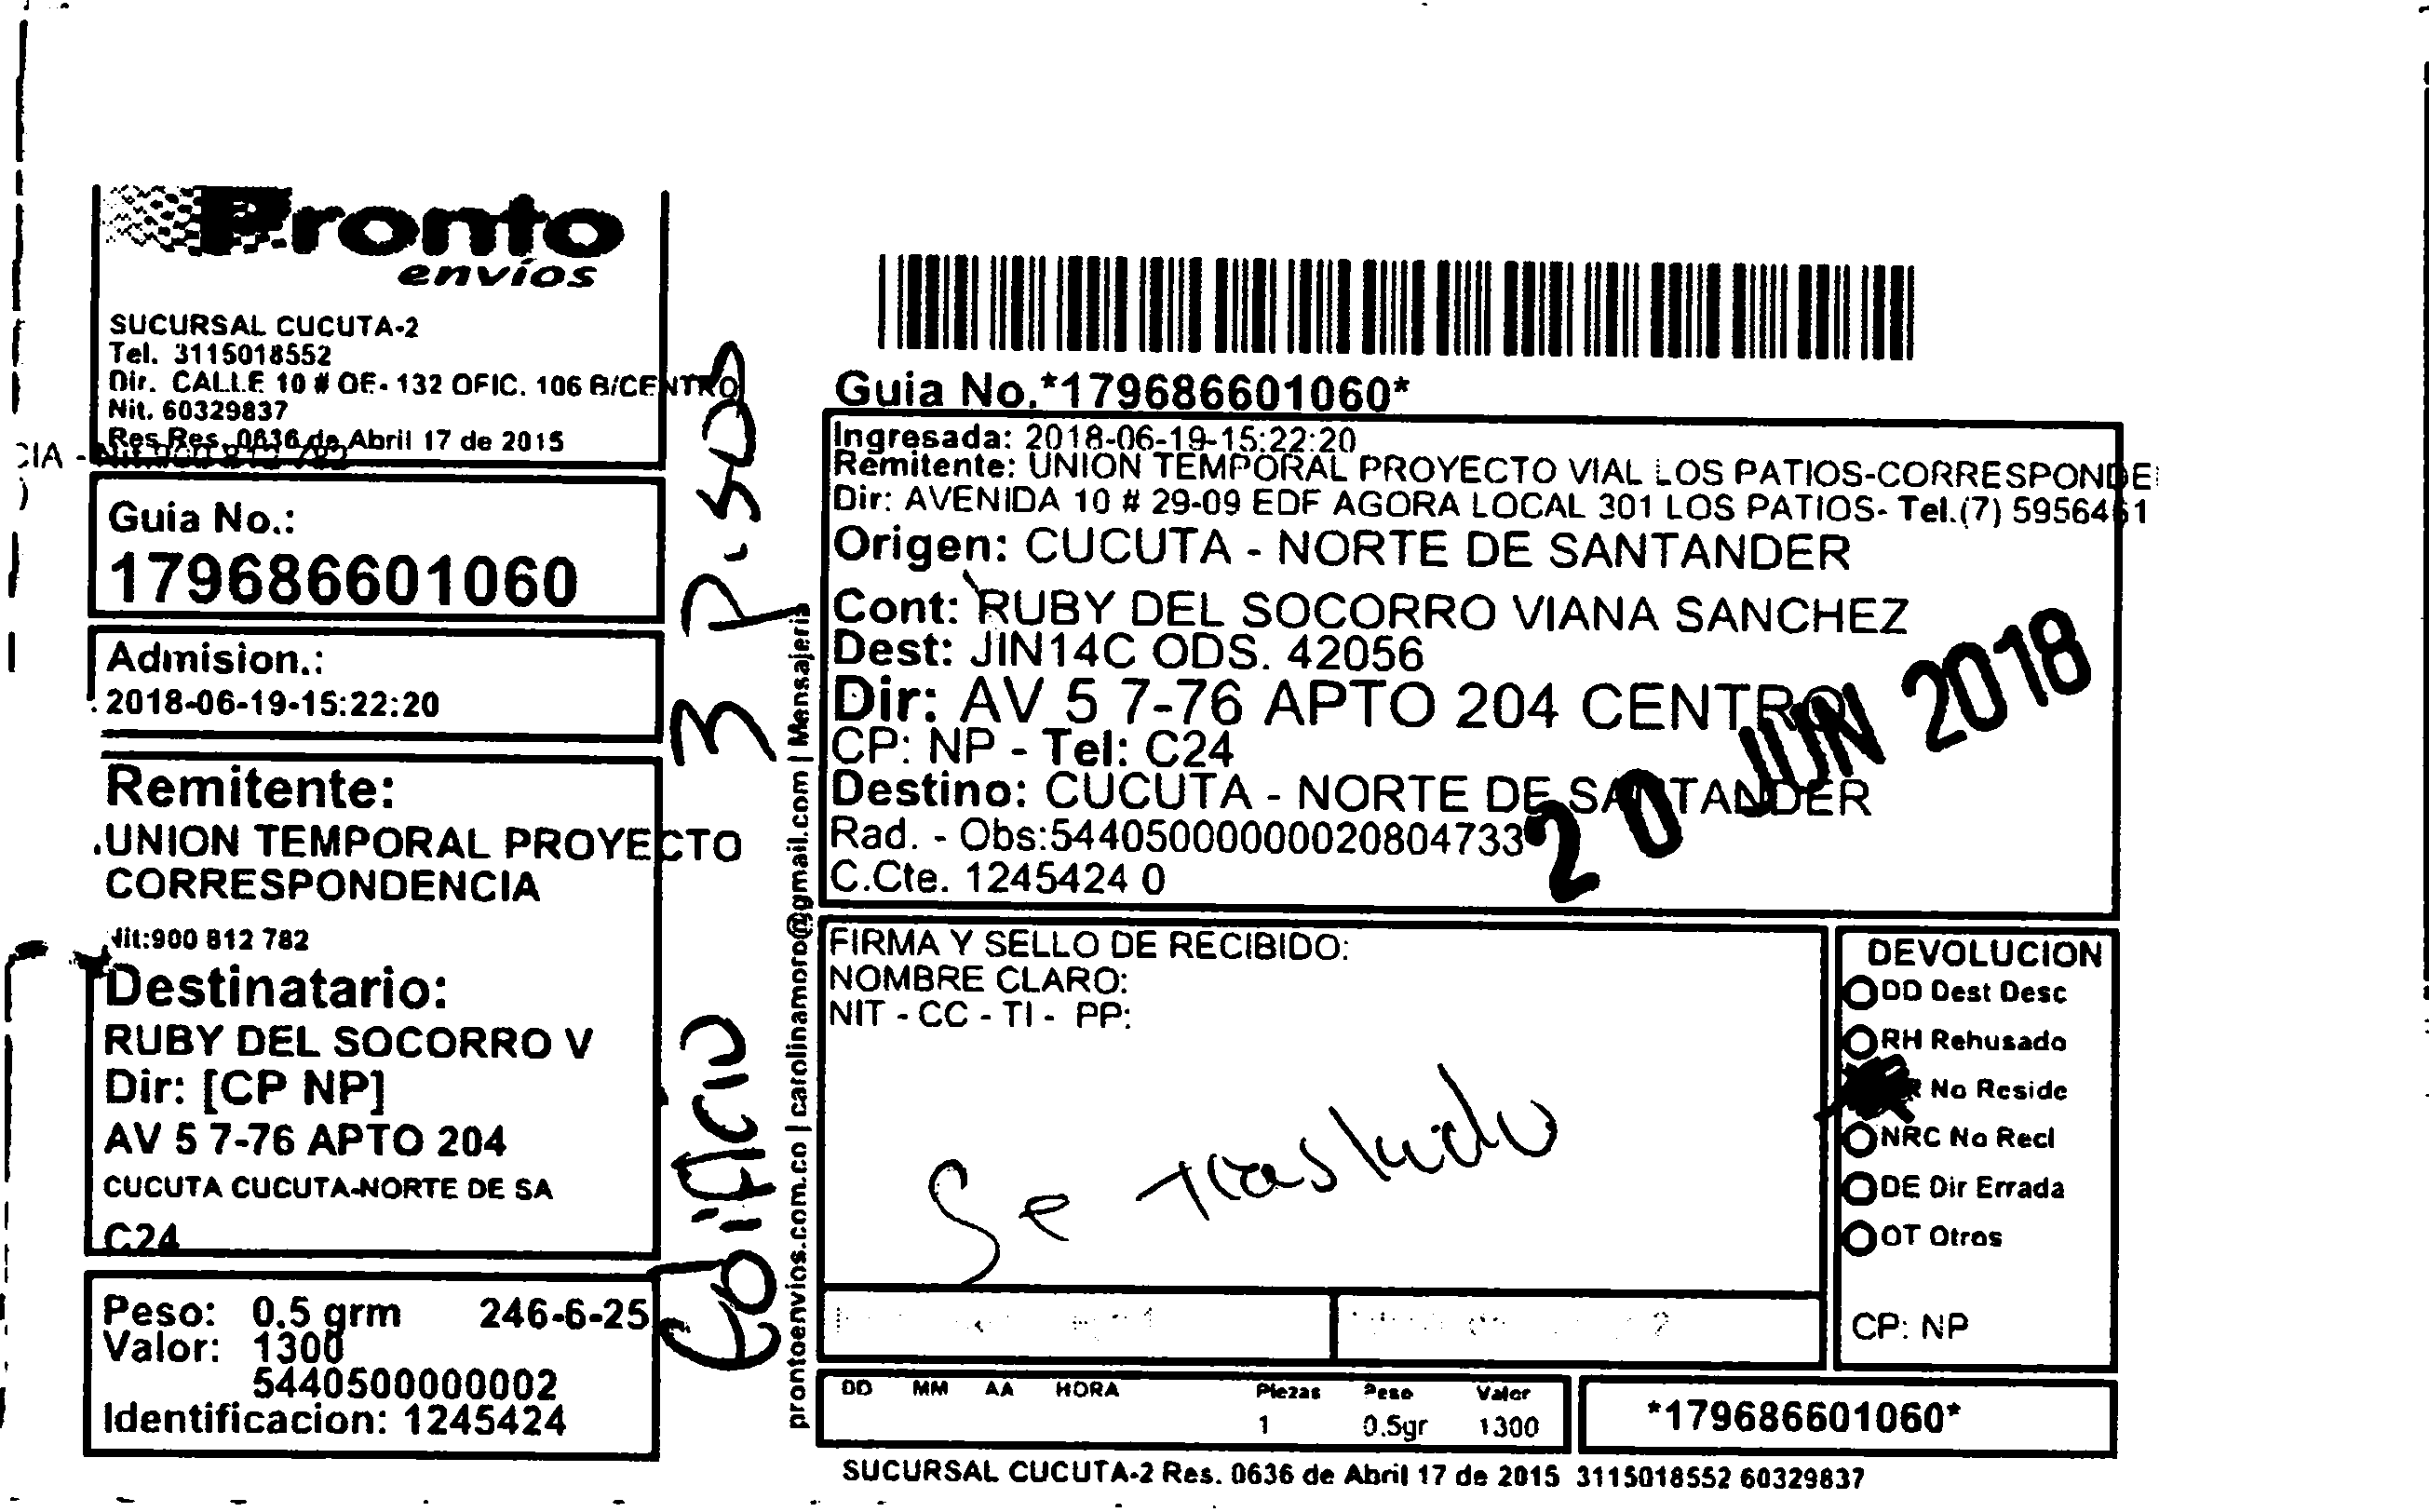 Pronto
envíos
SUCURSAL CUCUTA-2
Tel. 3115018552
Dir. CALLE 10 # OE- 132 OFIC. 106 B/CENTRO
Nit. 60329837
Res Res. 0636 de Abril 17 de 2015
CIA - Nit.900 812 782
)
Guia No.:
179686601060
Admision.:
2018-06-19-15:22:20
Remitente:
UNION TEMPORAL PROYECTO
CORRESPONDENCIA
Nit:900 812 782
Destinatario:
RUBY DEL SOCORRO V
Dir: [CP NP]
AV 5 7-76 APTO 204
CUCUTA CUCUTA-NORTE DE SA
C24
Peso: 0.5 grm 246-6-25
Valor: 1300
5440500000002
Identificacion: 1245424
3 P.
prontoenvios.com.co | carolinamoro@gmail.com | Mensajeria
Guia No.*179686601060*
Ingresada: 2018-06-19-15:22:20
Remitente: UNION TEMPORAL PROYECTO VIAL LOS PATIOS-CORRESPONDE
Dir: AVENIDA 10 # 29-09 EDF AGORA LOCAL 301 LOS PATIOS- Tel.(7) 5956461
Origen: CUCUTA - NORTE DE SANTANDER
Cont: RUBY DEL SOCORRO VIANA SANCHEZ
Dest: JIN14C ODS. 42056
Dir: AV 5 7-76 APTO 204 CENTRO
CP: NP - Tel: C24
Destino: CUCUTA - NORTE DE SANTANDER
Rad. - Obs:544050000000020804733
C.Cte. 1245424 0
20 JUN 2018
FIRMA Y SELLO DE RECIBIDO:
NOMBRE CLARO:
NIT - CC - TI - PP:
Se trasladó
DEVOLUCION
DD Dest Desc
RH Rehusado
No Reside
NRC No Recl
DE Dir Errada
OT Otros
CP: NP
DD MM AA HORA Piezas Peso Valor
1 0.5gr 1300
*179686601060*
SUCURSAL CUCUTA-2 Res. 0636 de Abril 17 de 2015 3115018552 60329837